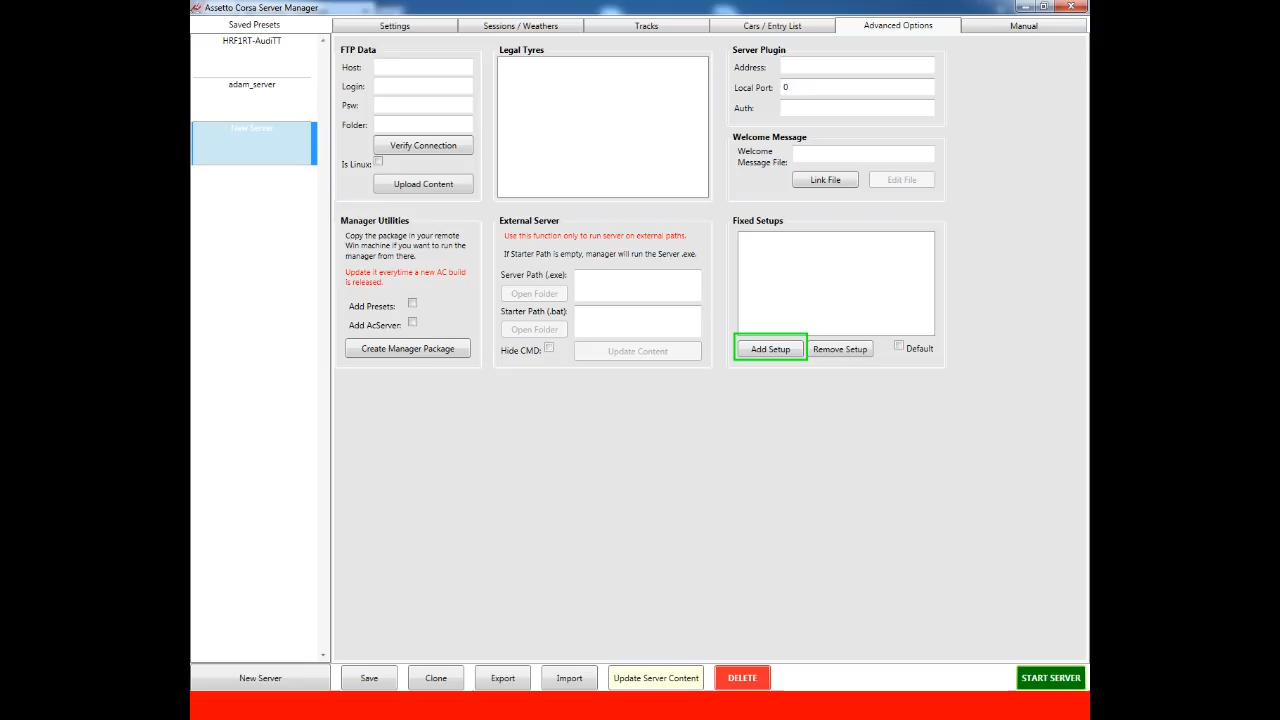 Assetto Corsa Server Manager
Saved Presets
HRF1RT-AudiTT
adam_server
New Server
Settings
Sessions / Weathers
Tracks
Cars / Entry List
Advanced Options
Manual
FTP Data
Host:
Login:
Psw:
Folder:
Verify Connection
Is Linux:
Upload Content
Legal Tyres
Server Plugin
Address:
Local Port: 0
Auth:
Welcome Message
Welcome
Message File:
Link File
Edit File
Manager Utilities
Copy the package in your remote
Win machine if you want to run the
manager from there.
Update it everytime a new AC build
is released.
Add Presets:
Add AcServer:
Create Manager Package
External Server
Use this function only to run server on external paths.
If Starter Path is empty, manager will run the Server .exe.
Server Path (.exe):
Open Folder
Starter Path (.bat):
Open Folder
Hide CMD:
Update Content
Fixed Setups
Add Setup
Remove Setup
Default
New Server
Save
Clone
Export
Import
Update Server Content
DELETE
START SERVER